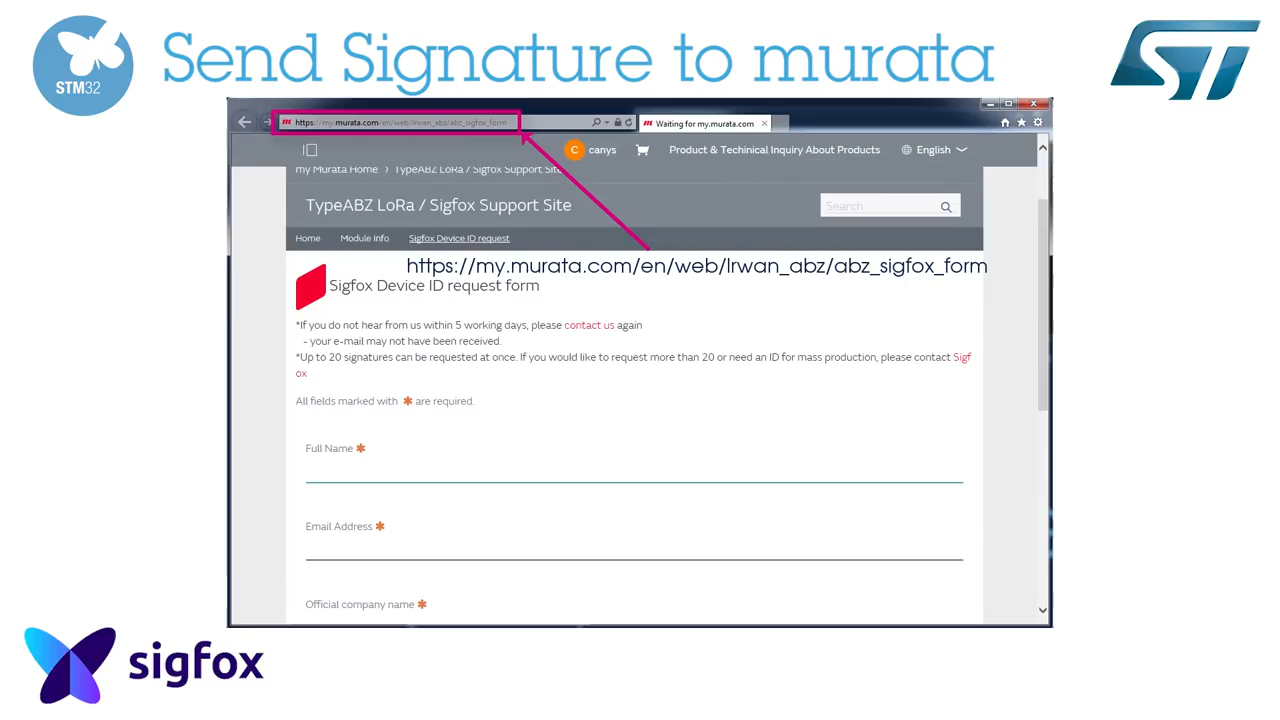 STM32
Send Signature to murata
ST
https://my.murata.com/en/web/lrwan_abz/abz_sigfox_form
Waiting for my.murata.com
C canys
Product & Techinical Inquiry About Products
English
my Murata Home > TypeABZ LoRa / Sigfox Support Site
TypeABZ LoRa / Sigfox Support Site
Search
Home Module Info Sigfox Device ID request
https://my.murata.com/en/web/lrwan_abz/abz_sigfox_form
Sigfox Device ID request form
*If you do not hear from us within 5 working days, please contact us again
- your e-mail may not have been received.
*Up to 20 signatures can be requested at once. If you would like to request more than 20 or need an ID for mass production, please contact Sigf
ox
All fields marked with ✱ are required.
Full Name ✱
Email Address ✱
Official company name ✱
sigfox